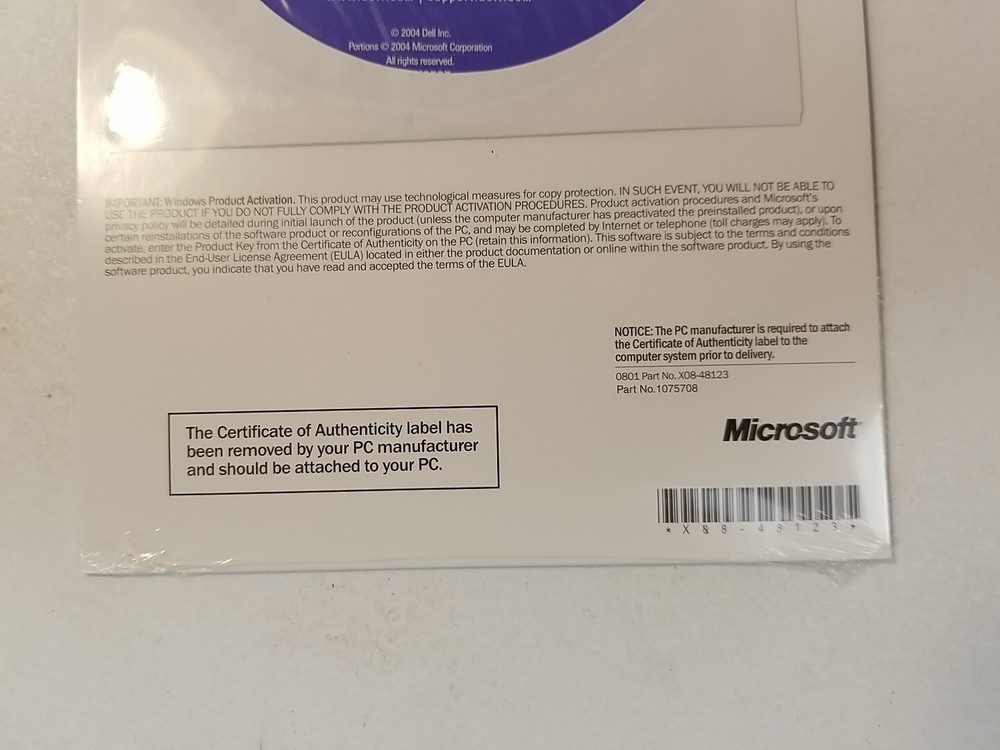 © 2004 Dell Inc.
Portions © 2004 Microsoft Corporation
All rights reserved.
IMPORTANT: Windows Product Activation. This product may use technological measures for copy protection. IN SUCH EVENT, YOU WILL NOT BE ABLE TO
USE THE PRODUCT IF YOU DO NOT FULLY COMPLY WITH THE PRODUCT ACTIVATION PROCEDURES. Product activation procedures and Microsoft's
privacy policy will be detailed during initial launch of the product (unless the computer manufacturer has preactivated the preinstalled product), or upon
certain reinstallations of the software product or reconfigurations of the PC, and may be completed by Internet or telephone (toll charges may apply). To
activate, enter the Product Key from the Certificate of Authenticity on the PC (retain this information). This software is subject to the terms and conditions
described in the End-User License Agreement (EULA) located in either the product documentation or online within the software product. By using the
software product, you indicate that you have read and accepted the terms of the EULA.
NOTICE: The PC manufacturer is required to attach
the Certificate of Authenticity label to the
computer system prior to delivery.
0801 Part No. X08-48123
Part No.1075708
The Certificate of Authenticity label has
been removed by your PC manufacturer
and should be attached to your PC.
Microsoft
* X 0 8 - 4 8 1 2 3 *